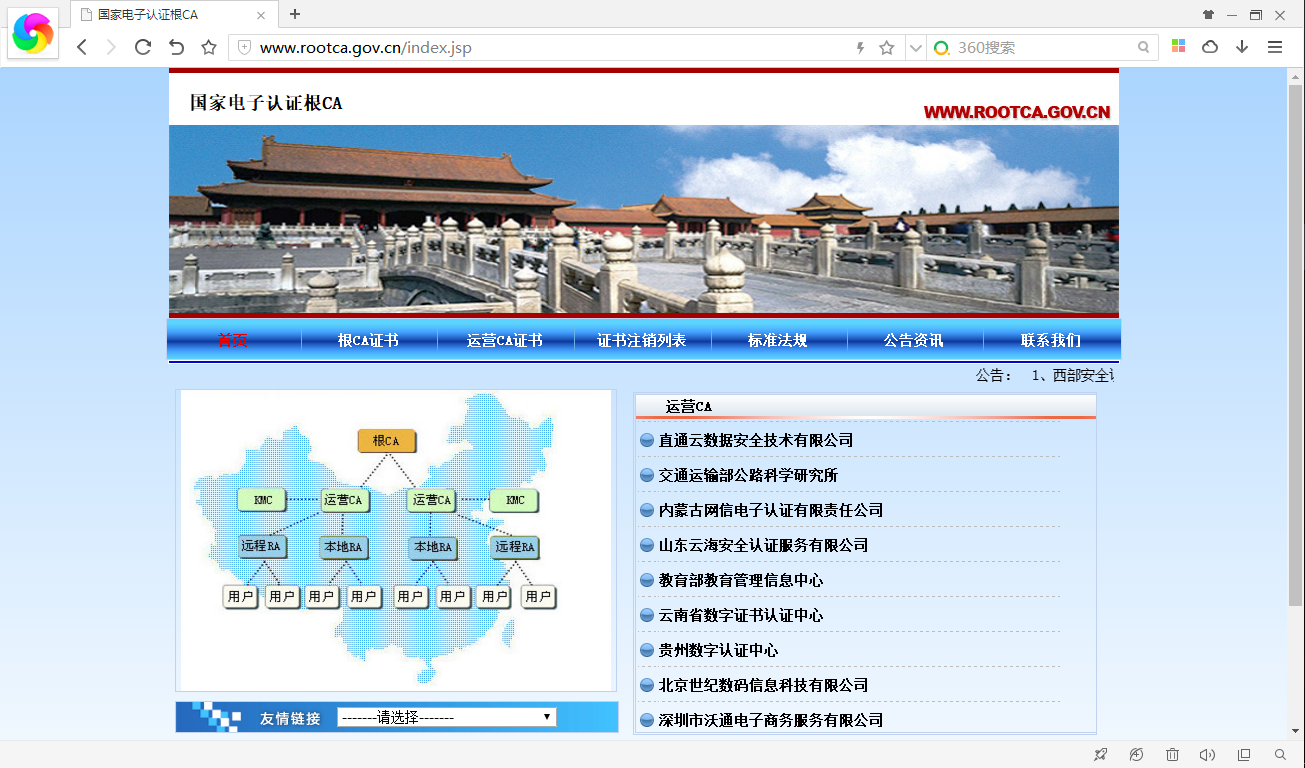 国家电子认证根CA
www.rootca.gov.cn/index.jsp
360搜索
国家电子认证根CA
WWW.ROOTCA.GOV.CN
首页 根CA证书 运营CA证书 证书注销列表 标准法规 公告资讯 联系我们
公告： 1、西部安全
根CA
KMC 运营CA 运营CA KMC
远程RA 本地RA 本地RA 远程RA
用户 用户 用户 用户 用户 用户 用户 用户
友情链接 -------请选择-------
运营CA
直通云数据安全技术有限公司
交通运输部公路科学研究所
内蒙古网信电子认证有限责任公司
山东云海安全认证服务有限公司
教育部教育管理信息中心
云南省数字证书认证中心
贵州数字认证中心
北京世纪数码信息科技有限公司
深圳市沃通电子商务服务有限公司